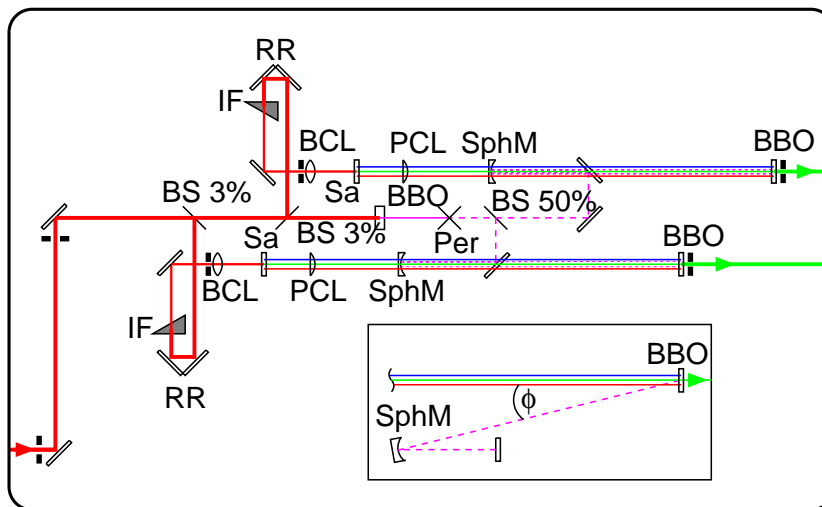 RR
IF
BCL
PCL
SphM
BBO
BS 3%
Sa
BBO
BS 50%
Sa
BS 3%
Per
BBO
BCL
PCL
SphM
IF
RR
BBO
ϕ
SphM